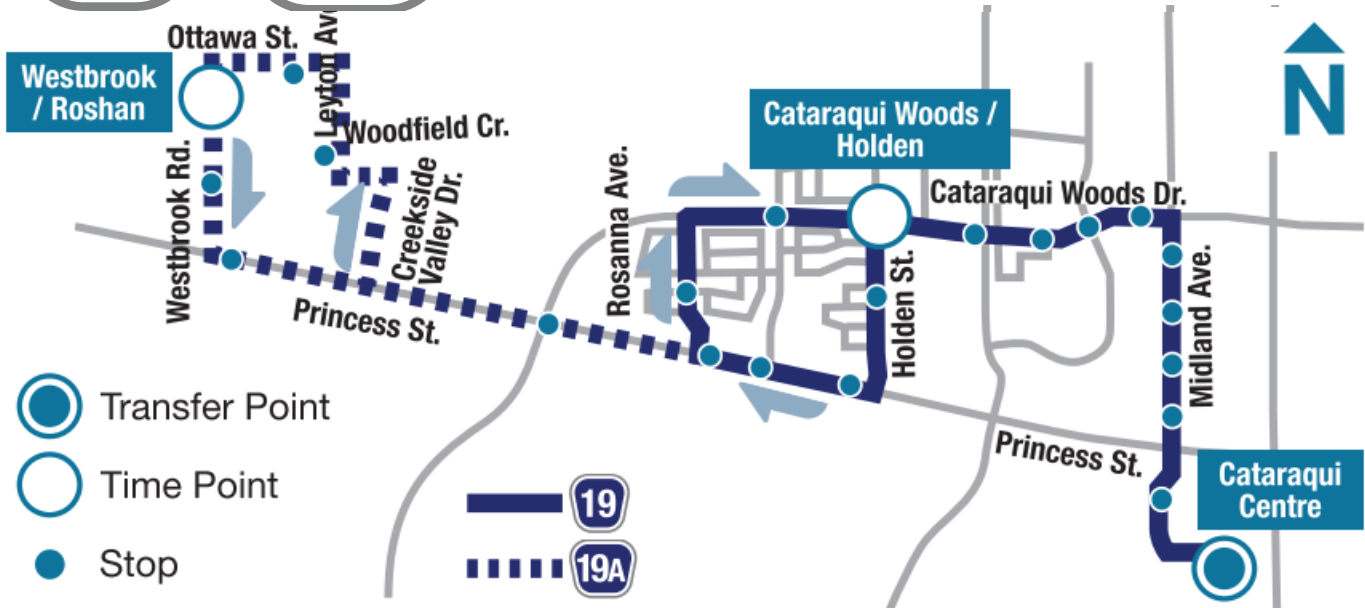 Ottawa St.
Leyton Av
Westbrook
/ Roshan
Woodfield Cr.
Westbrook Rd.
Creekside
Valley Dr.
Princess St.
Rosanna Ave.
Cataraqui Woods /
Holden
Cataraqui Woods Dr.
N
Holden St.
Midland Ave.
Princess St.
Cataraqui
Centre
Transfer Point
Time Point
Stop
19
19A